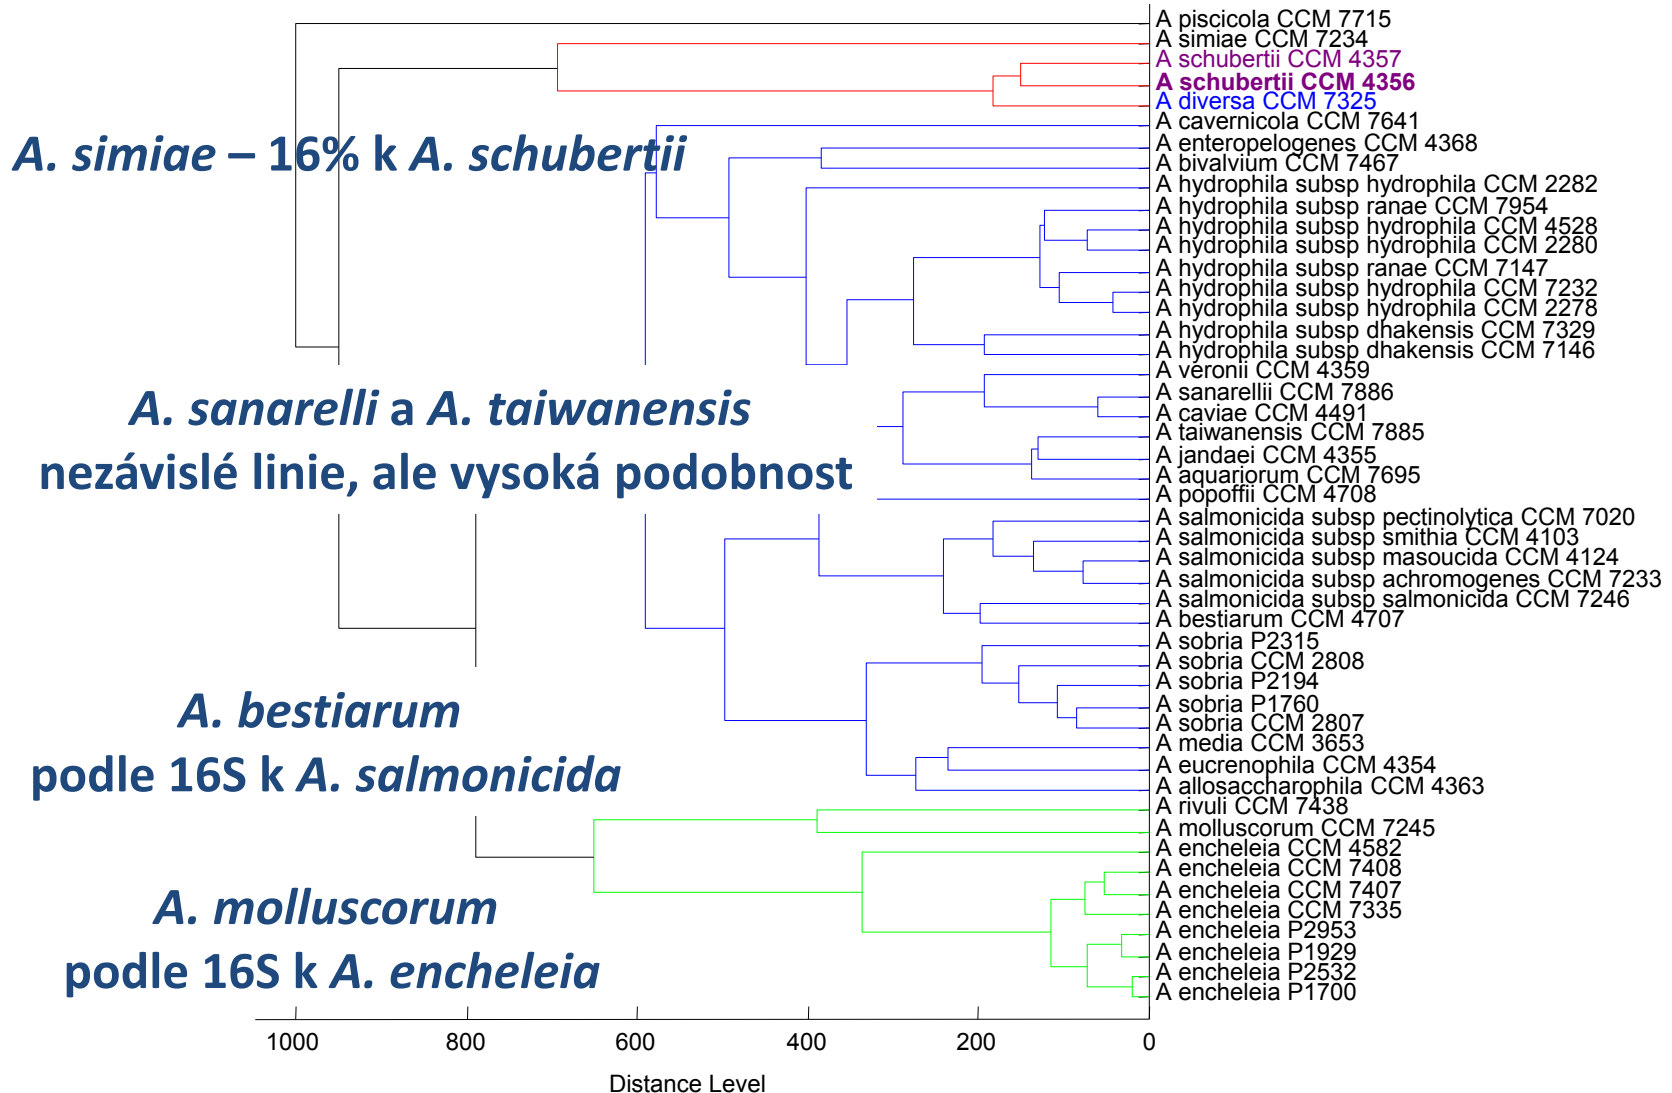 A piscicola CCM 7715
A simiae CCM 7234
A schubertii CCM 4357
A schubertii CCM 4356
A diversa CCM 7325
A cavernicola CCM 7641
A. simiae – 16% k A. schubertii
A enteropelogenes CCM 4368
A bivalvium CCM 7467
A hydrophila subsp hydrophila CCM 2282
A hydrophila subsp ranae CCM 7954
A hydrophila subsp hydrophila CCM 4528
A hydrophila subsp hydrophila CCM 2280
A hydrophila subsp ranae CCM 7147
A hydrophila subsp hydrophila CCM 7232
A hydrophila subsp hydrophila CCM 2278
A hydrophila subsp dhakensis CCM 7329
A hydrophila subsp dhakensis CCM 7146
A veronii CCM 4359
A sanarellii CCM 7886
A. sanarelli a A. taiwanensis
A caviae CCM 4491
A taiwanensis CCM 7885
A jandaei CCM 4355
nezávislé linie, ale vysoká podobnost
A aquariorum CCM 7695
A popoffii CCM 4708
A salmonicida subsp pectinolytica CCM 7020
A salmonicida subsp smithia CCM 4103
A salmonicida subsp masoucida CCM 4124
A salmonicida subsp achromogenes CCM 7233
A salmonicida subsp salmonicida CCM 7246
A bestiarum CCM 4707
A sobria P2315
A sobria CCM 2808
A sobria P2194
A sobria P1760
A. bestiarum
A sobria CCM 2807
A media CCM 3653
A eucrenophila CCM 4354
podle 16S k A. salmonicida
A allosaccharophila CCM 4363
A rivuli CCM 7438
A molluscorum CCM 7245
A encheleia CCM 4582
A encheleia CCM 7408
A encheleia CCM 7407
A. molluscorum
A encheleia CCM 7335
A encheleia P2953
A encheleia P1929
podle 16S k A. encheleia
A encheleia P2532
A encheleia P1700
1000 800 600 400 200 0
Distance Level